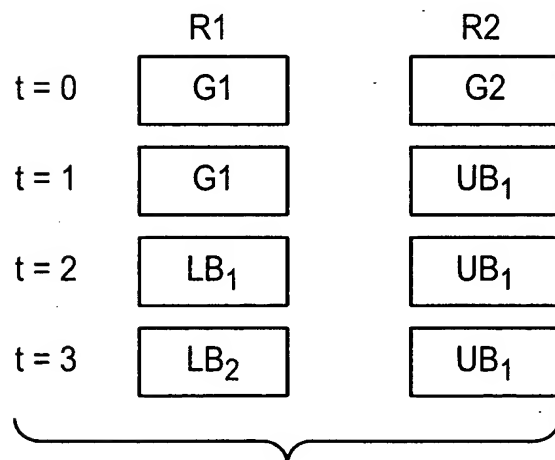 R1 R2
t = 0 G1 G2
t = 1 G1 UB₁
t = 2 LB₁ UB₁
t = 3 LB₂ UB₁